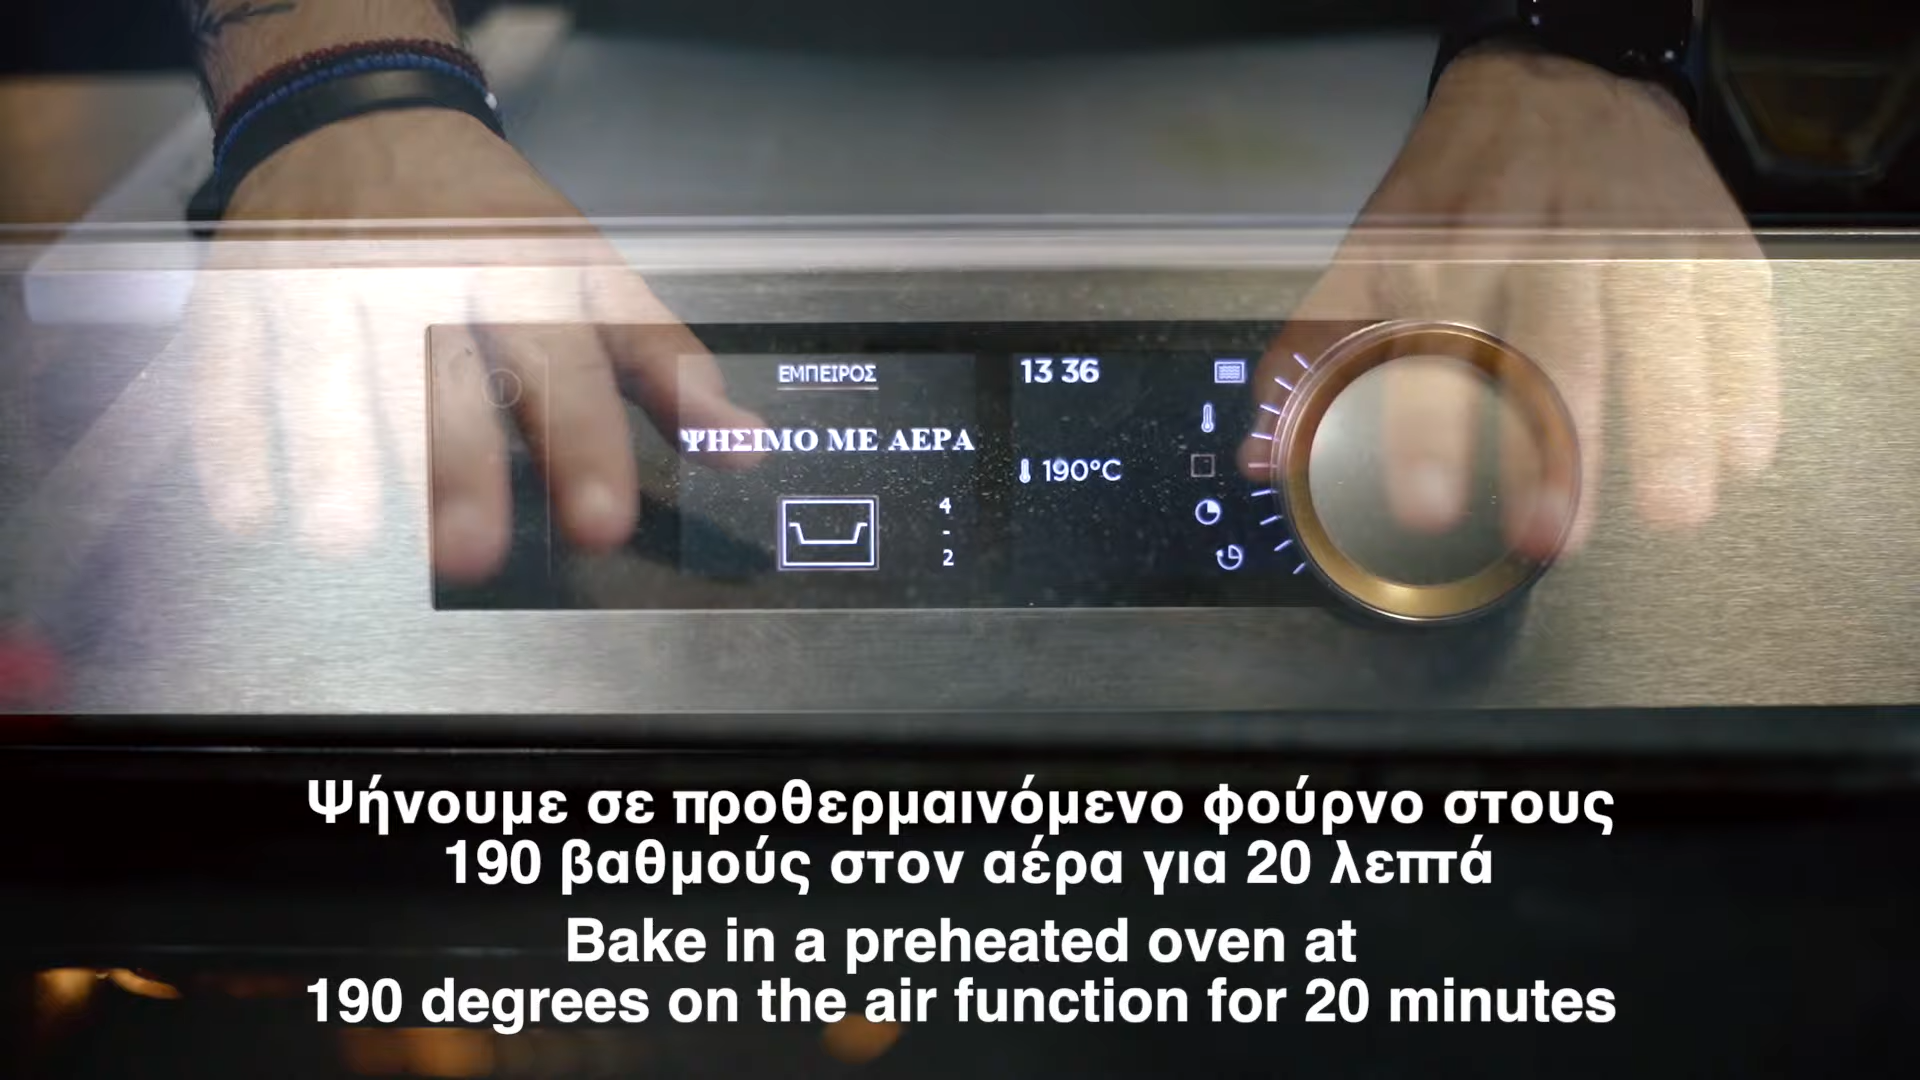 ΕΜΠΕΙΡΟΣ
ΨΗΣΙΜΟ ΜΕ ΑΕΡΑ
4
-
2
13 36
190°C
Ψήνουμε σε προθερμαινόμενο φούρνο στους
190 βαθμούς στον αέρα για 20 λεπτά
Bake in a preheated oven at
190 degrees on the air function for 20 minutes